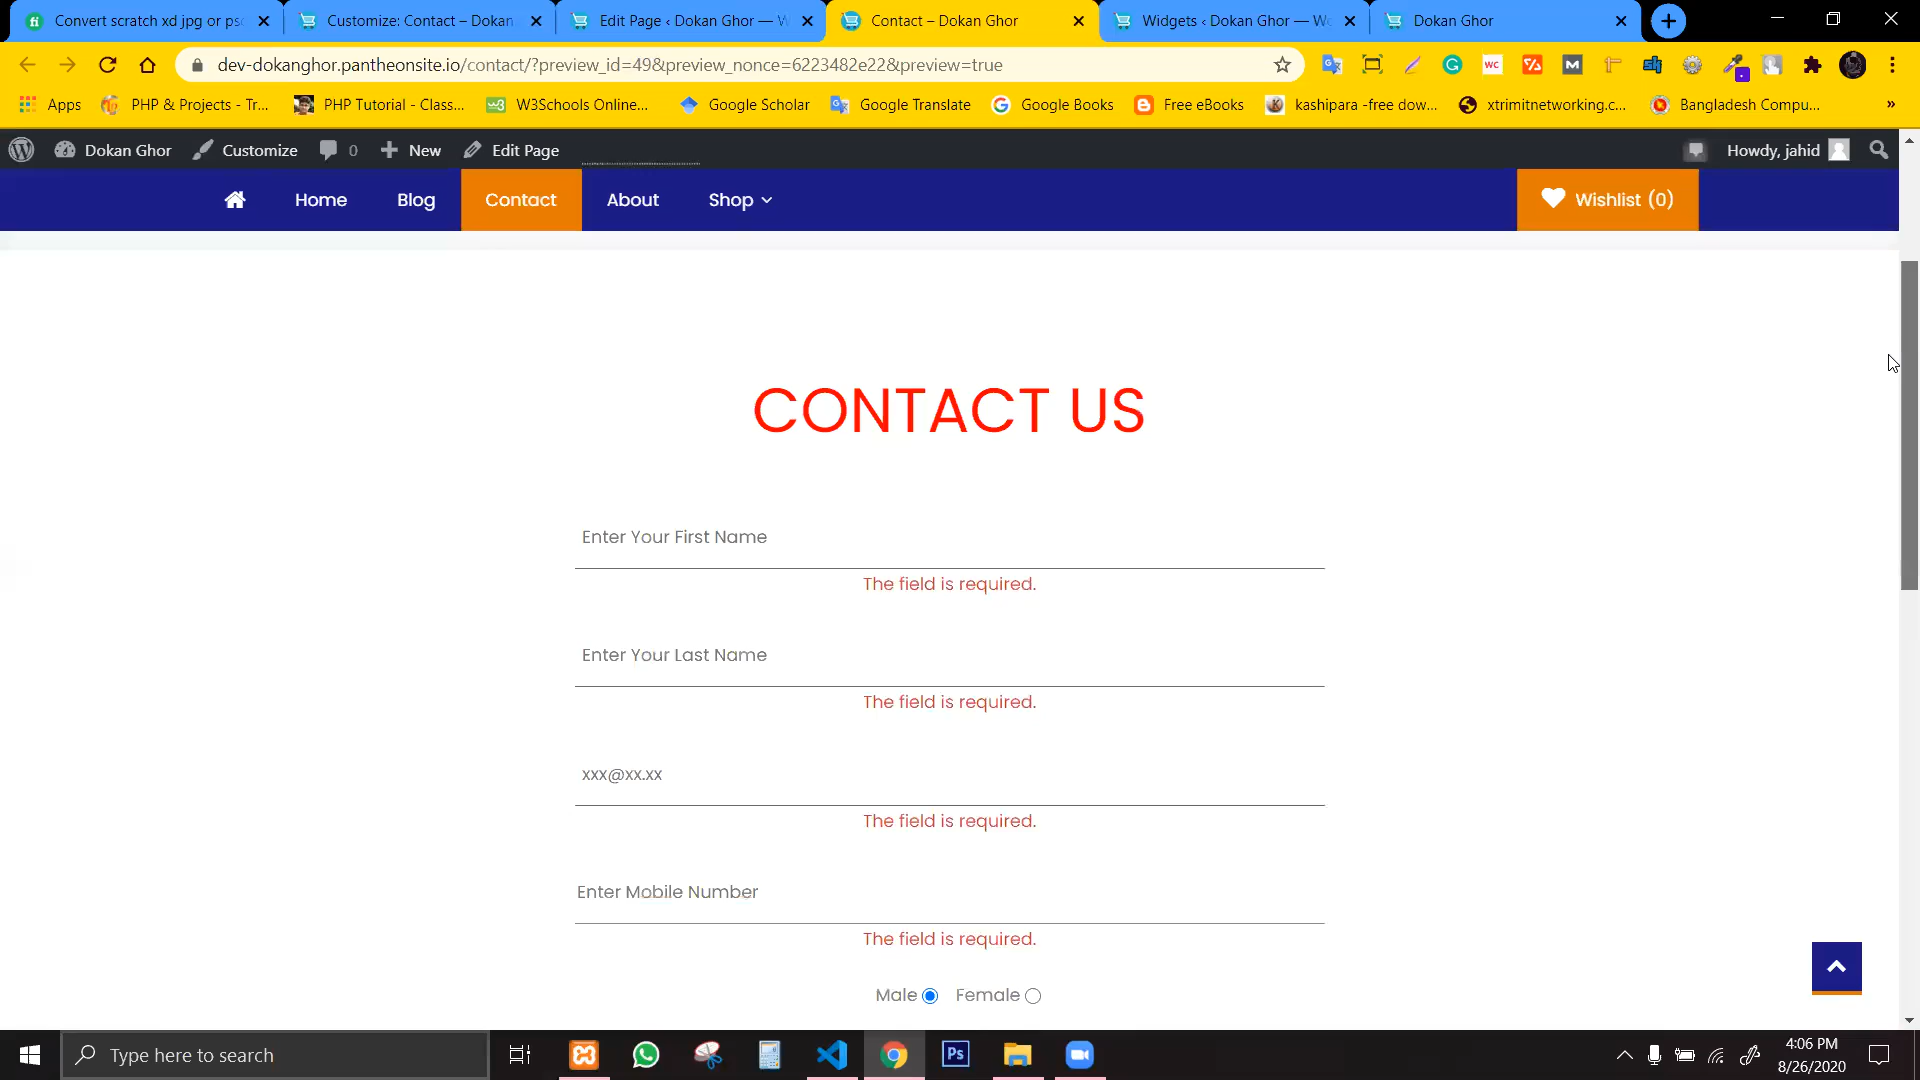 Convert scratch xd jpg or psd
Customize: Contact – Dokan
Edit Page ‹ Dokan Ghor — W
Contact – Dokan Ghor
Widgets ‹ Dokan Ghor — Wo
Dokan Ghor
dev-dokanghor.pantheonsite.io/contact/?preview_id=49&preview_nonce=6223482e22&preview=true
Apps
PHP & Projects - Tr...
PHP Tutorial - Class...
W3Schools Online...
Google Scholar
Google Translate
Google Books
Free eBooks
kashipara -free dow...
xtrimitnetworking.c...
Bangladesh Compu...
»
Dokan Ghor
Customize
0
New
Edit Page
Howdy, jahid
Home
Blog
Contact
About
Shop
Wishlist (0)
CONTACT US
Enter Your First Name
The field is required.
Enter Your Last Name
The field is required.
xxx@xx.xx
The field is required.
Enter Mobile Number
The field is required.
Male
Female
Type here to search
4:06 PM
8/26/2020